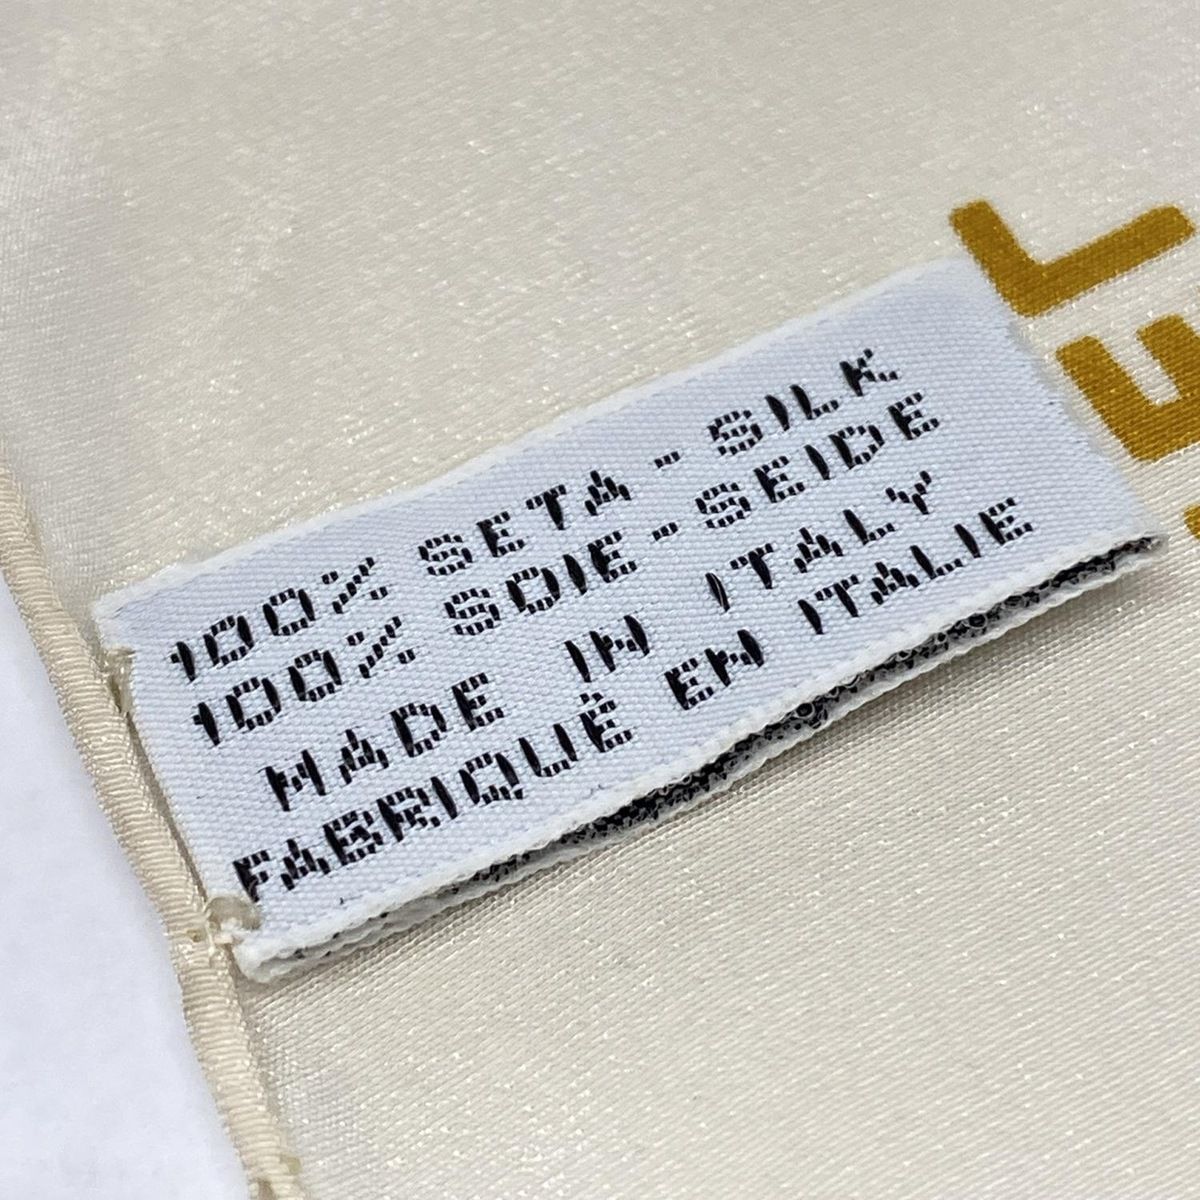 100% SETA - SILK
100% SOIE - SEIDE
MADE IN ITALY
FABRIQUÉ EN ITALIE